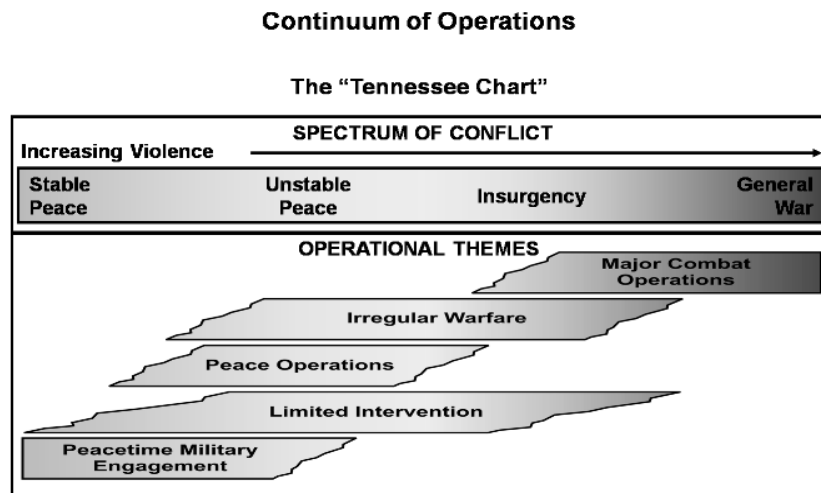 Continuum of Operations
The “Tennessee Chart”
SPECTRUM OF CONFLICT
Increasing Violence
Stable
Peace
Unstable
Peace
Insurgency
General
War
OPERATIONAL THEMES
Major Combat
Operations
Irregular Warfare
Peace Operations
Limited Intervention
Peacetime Military
Engagement